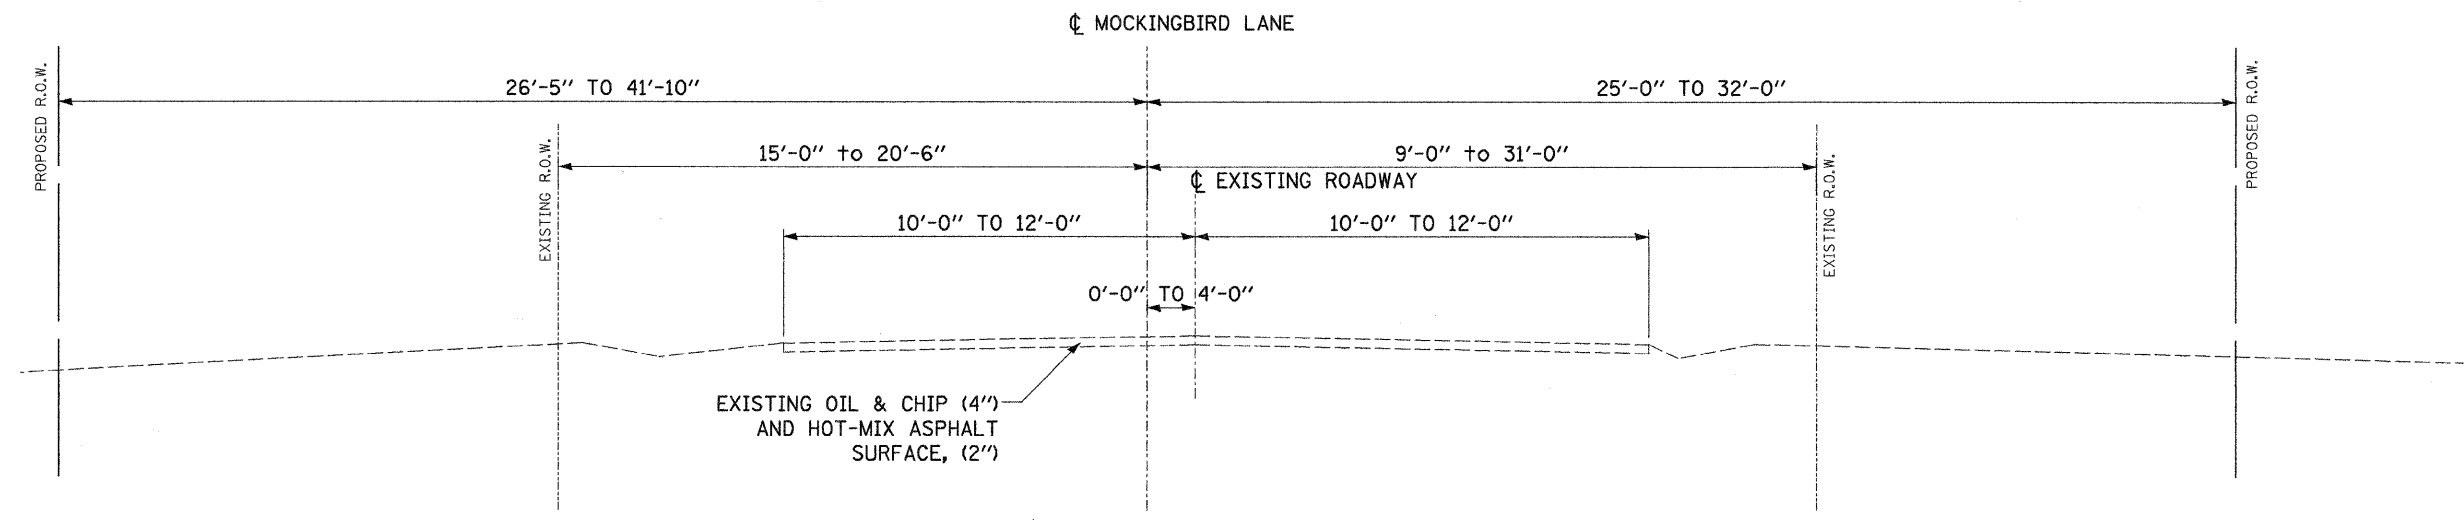 ℄ MOCKINGBIRD LANE
PROPOSED R.O.W.
26'-5" TO 41'-10"
25'-0" TO 32'-0"
PROPOSED R.O.W.
EXISTING R.O.W.
15'-0" to 20'-6"
9'-0" to 31'-0"
EXISTING R.O.W.
℄ EXISTING ROADWAY
10'-0" TO 12'-0"
10'-0" TO 12'-0"
0'-0" TO 4'-0"
EXISTING OIL & CHIP (4")
AND HOT-MIX ASPHALT
SURFACE, (2")